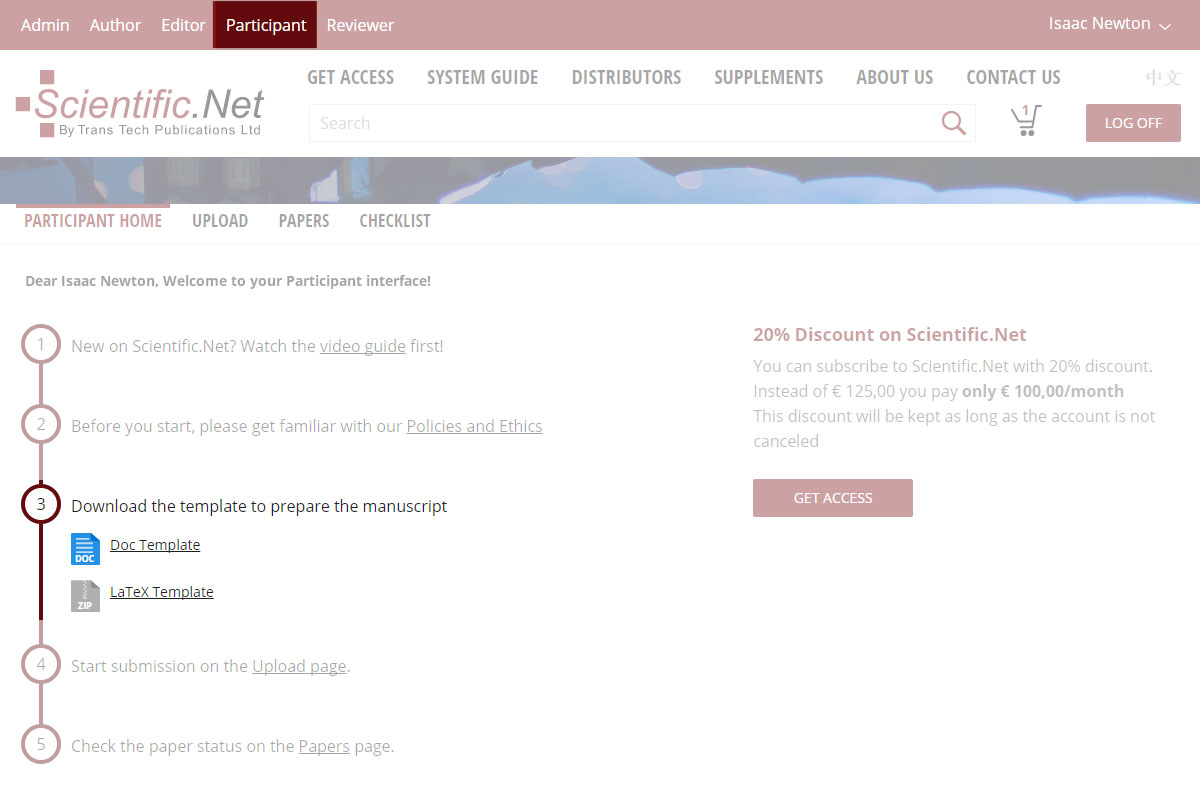 Admin Author Editor Participant Reviewer Isaac Newton
GET ACCESS SYSTEM GUIDE DISTRIBUTORS SUPPLEMENTS ABOUT US CONTACT US 中文
Scientific.Net
By Trans Tech Publications Ltd
Search 1 LOG OFF
PARTICIPANT HOME UPLOAD PAPERS CHECKLIST
Dear Isaac Newton, Welcome to your Participant interface!
1 New on Scientific.Net? Watch the video guide first!
2 Before you start, please get familiar with our Policies and Ethics
3 Download the template to prepare the manuscript
DOC Doc Template
ZIP LaTeX Template
4 Start submission on the Upload page.
5 Check the paper status on the Papers page.
20% Discount on Scientific.Net
You can subscribe to Scientific.Net with 20% discount.
Instead of € 125,00 you pay only € 100,00/month
This discount will be kept as long as the account is not
canceled
GET ACCESS